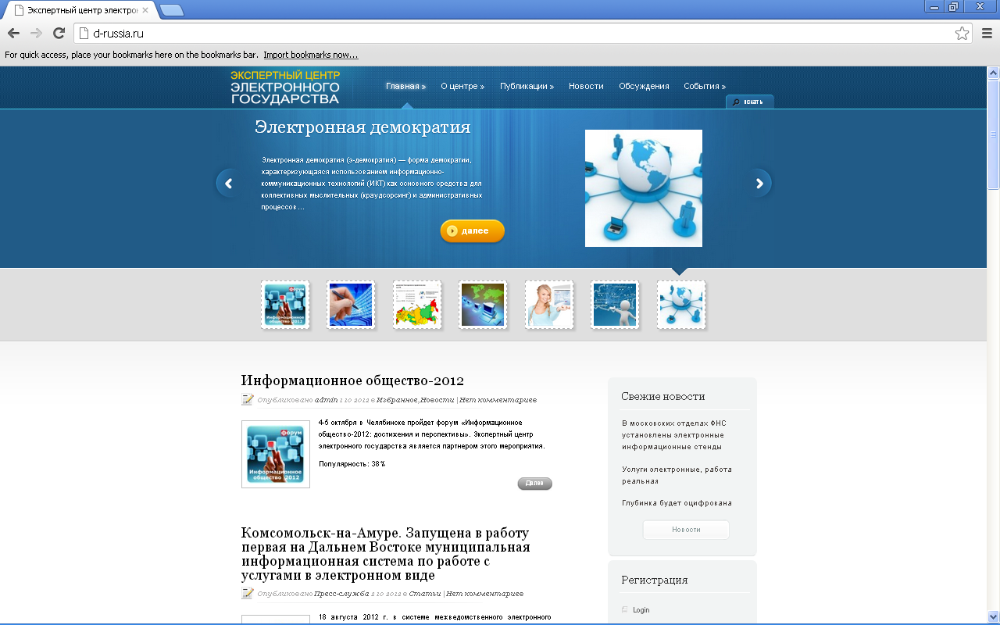 Экспертный центр электрон
d-russia.ru
For quick access, place your bookmarks here on the bookmarks bar. Import bookmarks now...
ЭКСПЕРТНЫЙ ЦЕНТР
ЭЛЕКТРОННОГО
ГОСУДАРСТВА
Главная » О центре » Публикации » Новости Обсуждения События »
искать
Электронная демократия
Электронная демократия (э-демократия) — форма демократии,
характеризующаяся использованием информационно-
коммуникационных технологий (ИКТ) как основного средства для
коллективных мыслительных (краудсорсинг) и административных
процессов ...
далее
форум
Информационное
общество 2012
Информационное общество-2012
Опубликовано admin 1 10 2012 в Избранное, Новости | Нет комментариев
форум
Информационное
общество 2012
4-5 октября в Челябинске пройдет форум «Информационное
общество-2012: достижения и перспективы». Экспертный центр
электронного государства является партнером этого мероприятия.
Популярность: 38%
Далее
Комсомольск-на-Амуре. Запущена в работу
первая на Дальнем Востоке муниципальная
информационная система по работе с
услугами в электронном виде
Опубликовано Пресс-служба 2 10 2012 в Статьи | Нет комментариев
18 августа 2012 г. в системе межведомственного электронного
Свежие новости
В московских отделах ФНС
установлены электронные
информационные стенды
Услуги электронные, работа
реальная
Глубинка будет оцифрована
Новости
Регистрация
Login